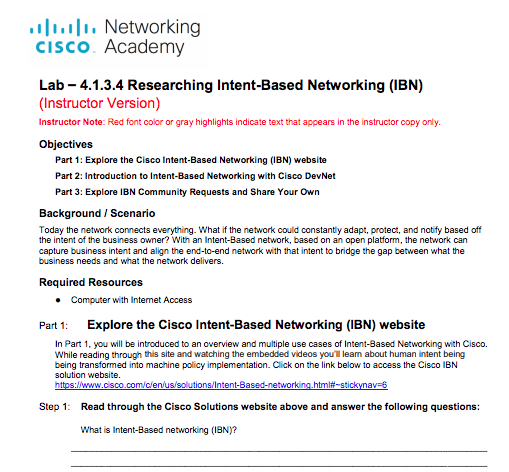 Networking
CISCO Academy
Lab – 4.1.3.4 Researching Intent-Based Networking (IBN)
(Instructor Version)
Instructor Note: Red font color or gray highlights indicate text that appears in the instructor copy only.
Objectives
Part 1: Explore the Cisco Intent-Based Networking (IBN) website
Part 2: Introduction to Intent-Based Networking with Cisco DevNet
Part 3: Explore IBN Community Requests and Share Your Own
Background / Scenario
Today the network connects everything. What if the network could constantly adapt, protect, and notify based off
the intent of the business owner? With an Intent-Based network, based on an open platform, the network can
capture business intent and align the end-to-end network with that intent to bridge the gap between what the
business needs and what the network delivers.
Required Resources
● Computer with Internet Access
Part 1: Explore the Cisco Intent-Based Networking (IBN) website
In Part 1, you will be introduced to an overview and multiple use cases of Intent-Based Networking with Cisco.
While reading through this site and watching the embedded videos you'll learn about human intent being
being transformed into machine policy implementation. Click on the link below to access the Cisco IBN
solution website.
https://www.cisco.com/c/en/us/solutions/Intent-Based-networking.html#~stickynav=6
Step 1: Read through the Cisco Solutions website above and answer the following questions:
What is Intent-Based networking (IBN)?